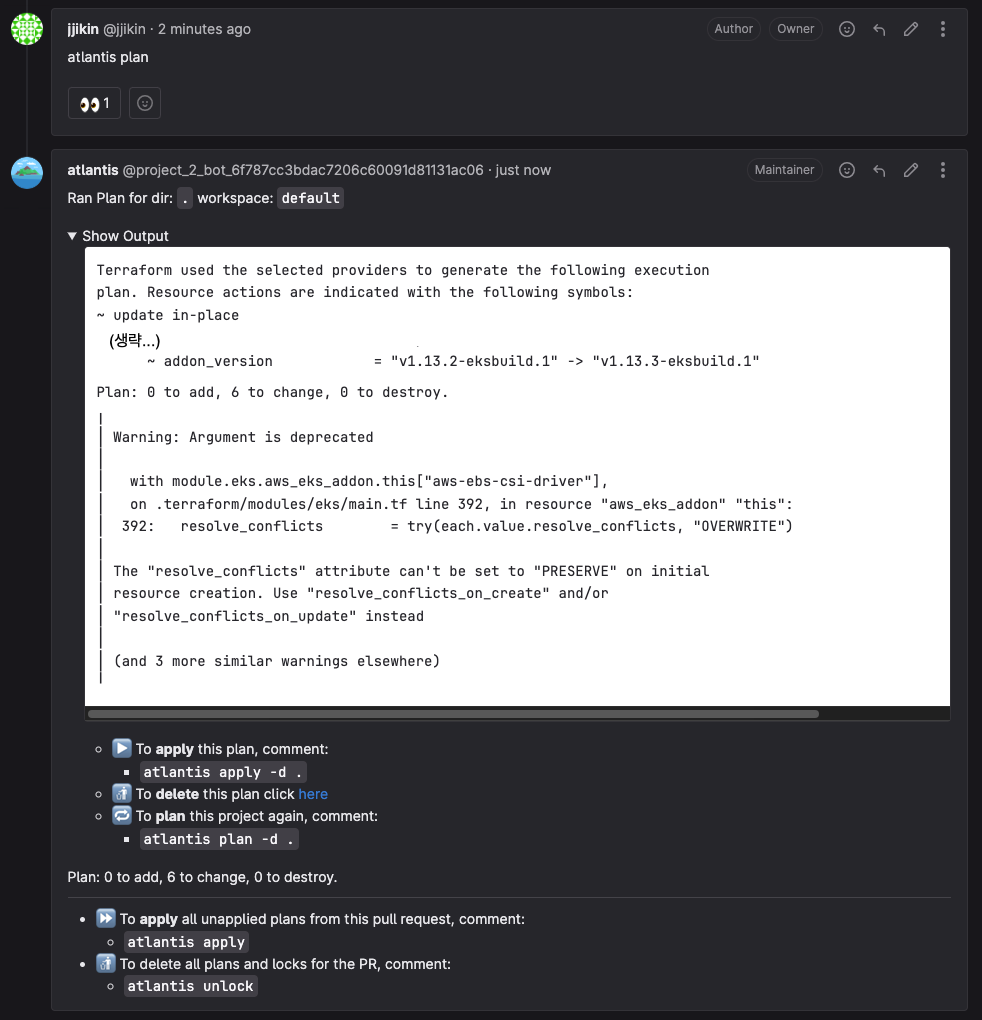 jjikin @jjikin · 2 minutes ago Author Owner
atlantis plan
👀 1
atlantis @project_2_bot_6f787cc3bdac7206c60091d81131ac06 · just now Maintainer
Ran Plan for dir: . workspace: default
▼ Show Output
Terraform used the selected providers to generate the following execution
plan. Resource actions are indicated with the following symbols:
~ update in-place
(생략...)
~ addon_version = "v1.13.2-eksbuild.1" -> "v1.13.3-eksbuild.1"
Plan: 0 to add, 6 to change, 0 to destroy.
│ Warning: Argument is deprecated
│ with module.eks.aws_eks_addon.this["aws-ebs-csi-driver"],
│ on .terraform/modules/eks/main.tf line 392, in resource "aws_eks_addon" "this":
│ 392: resolve_conflicts = try(each.value.resolve_conflicts, "OVERWRITE")
│ The "resolve_conflicts" attribute can't be set to "PRESERVE" on initial
│ resource creation. Use "resolve_conflicts_on_create" and/or
│ "resolve_conflicts_on_update" instead
│ (and 3 more similar warnings elsewhere)
▶️ To apply this plan, comment:
atlantis apply -d .
🚮 To delete this plan click here
🔁 To plan this project again, comment:
atlantis plan -d .
Plan: 0 to add, 6 to change, 0 to destroy.
⏩ To apply all unapplied plans from this pull request, comment:
atlantis apply
🚮 To delete all plans and locks for the PR, comment:
atlantis unlock